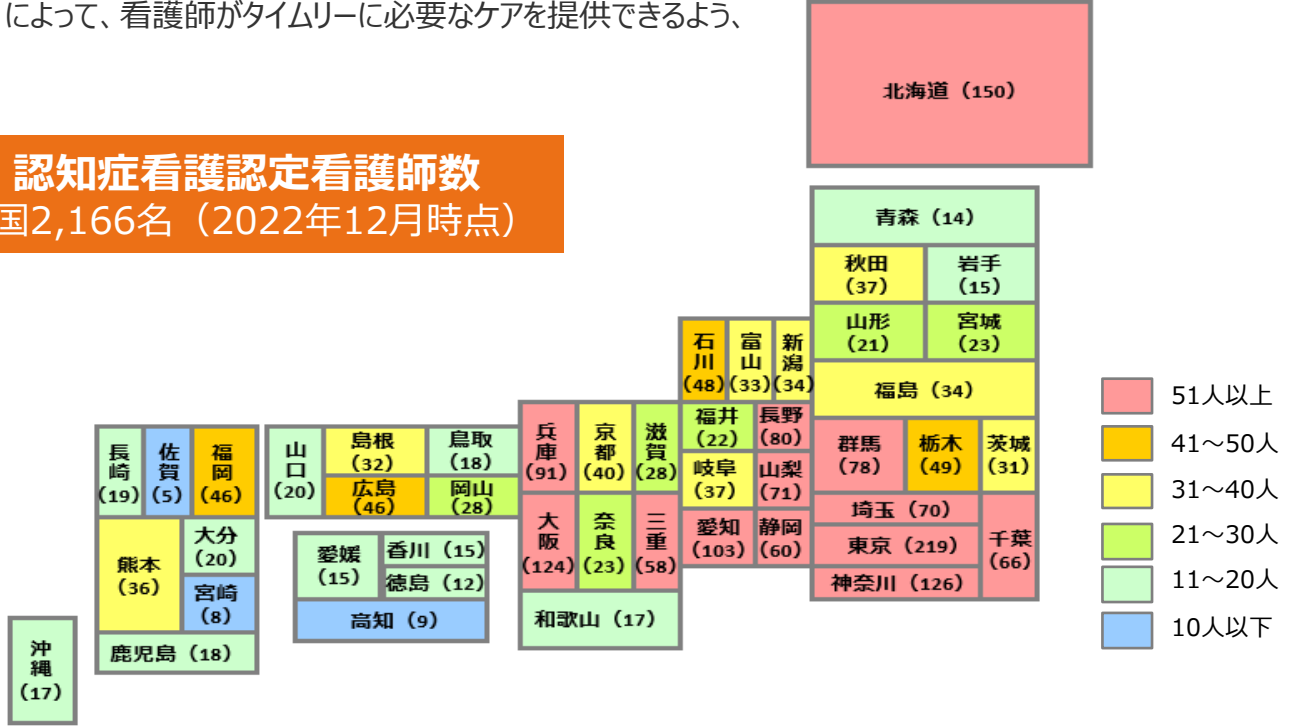 によって、看護師がタイムリーに必要なケアを提供できるよう、
認知症看護認定看護師数
国2,166名（2022年12月時点）
北海道（150）
青森（14）
秋田
（37）
岩手
（15）
山形
（21）
宮城
（23）
福島（34）
石川
（48）
富山
（33）
新潟
（34）
福井
（22）
長野
（80）
岐阜
（37）
山梨
（71）
愛知
（103）
静岡
（60）
群馬
（78）
栃木
（49）
茨城
（31）
埼玉（70）
東京（219）
神奈川（126）
千葉
（66）
兵庫
（91）
京都
（40）
滋賀
（28）
大阪
（124）
奈良
（23）
三重
（58）
和歌山（17）
山口
（20）
島根
（32）
鳥取
（18）
広島
（46）
岡山
（28）
愛媛
（15）
香川（15）
徳島（12）
高知（9）
長崎
（19）
佐賀
（5）
福岡
（46）
熊本
（36）
大分
（20）
宮崎
（8）
鹿児島（18）
沖縄
（17）
51人以上
41～50人
31～40人
21～30人
11～20人
10人以下